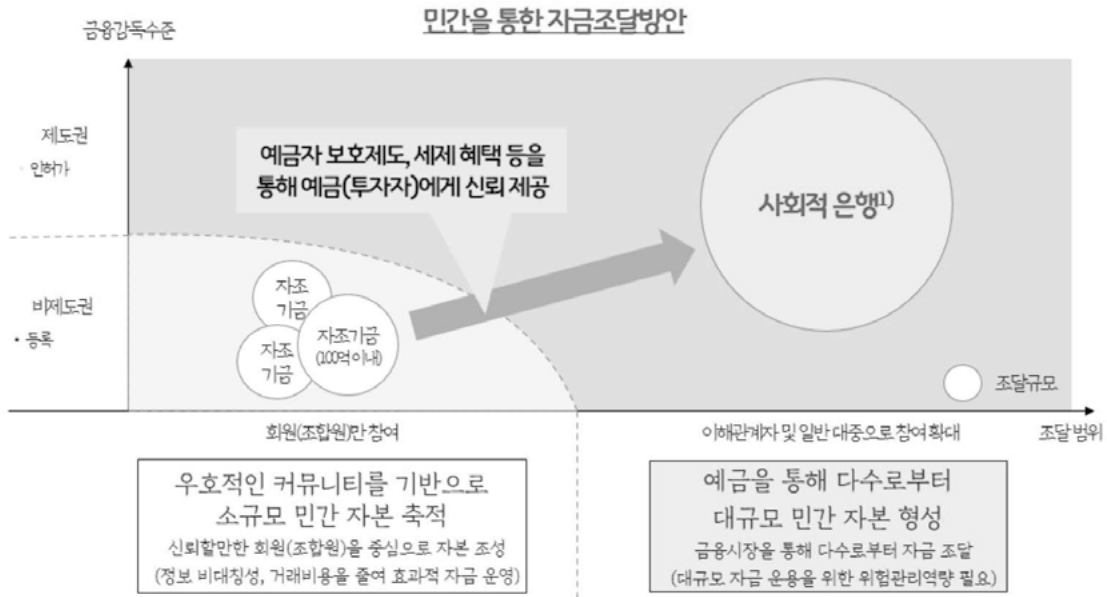 민간을 통한 자금조달방안
금융감독수준
제도권
인허가
예금자 보호제도, 세제 혜택 등을
통해 예금(투자자)에게 신뢰 제공
사회적 은행1)
비제도권
• 등록
자조
기금
자조
기금
자조기금
(100억 이내)
조달규모
회원(조합원)만 참여
이해관계자 및 일반 대중으로 참여 확대
조달 범위
우호적인 커뮤니티를 기반으로
소규모 민간 자본 축적
신뢰할만한 회원(조합원)을 중심으로 자본 조성
(정보 비대칭성, 거래비용을 줄여 효과적 자금 운영)
예금을 통해 다수로부터
대규모 민간 자본 형성
금융시장을 통해 다수로부터 자금 조달
(대규모 자금 운용을 위한 위험관리역량 필요)